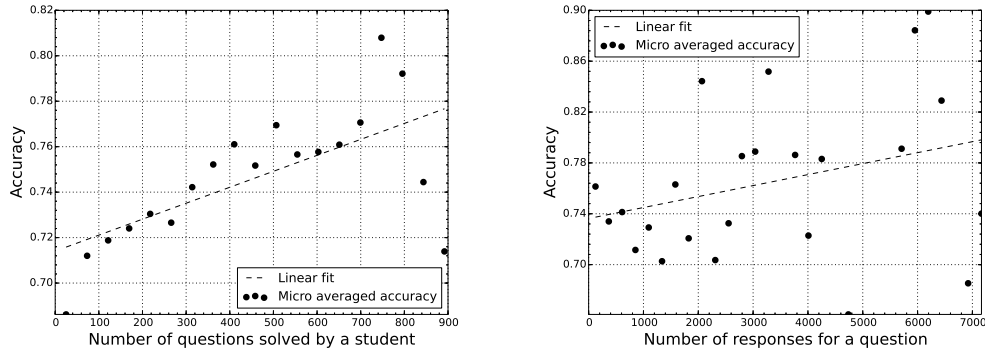 0.82
0.80
0.78
0.76
0.74
0.72
0.70
Accuracy
Linear fit
Micro averaged accuracy
0 100 200 300 400 500 600 700 800 900
Number of questions solved by a student
0.90
0.86
0.82
0.78
0.74
0.70
Accuracy
Linear fit
Micro averaged accuracy
0 1000 2000 3000 4000 5000 6000 7000
Number of responses for a question